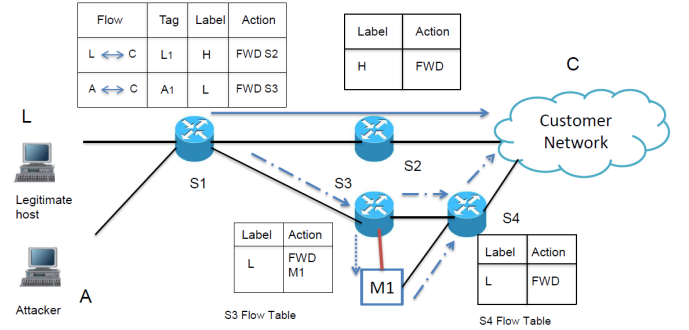 Flow Tag Label Action
L C L1 H FWD S2
A C A1 L FWD S3
Label Action
H FWD
C
L
Customer
Network
S1
S2
S3
S4
Legitimate
host
Label Action
L FWD
M1
M1
Label Action
L FWD
Attacker
A
S3 Flow Table
S4 Flow Table